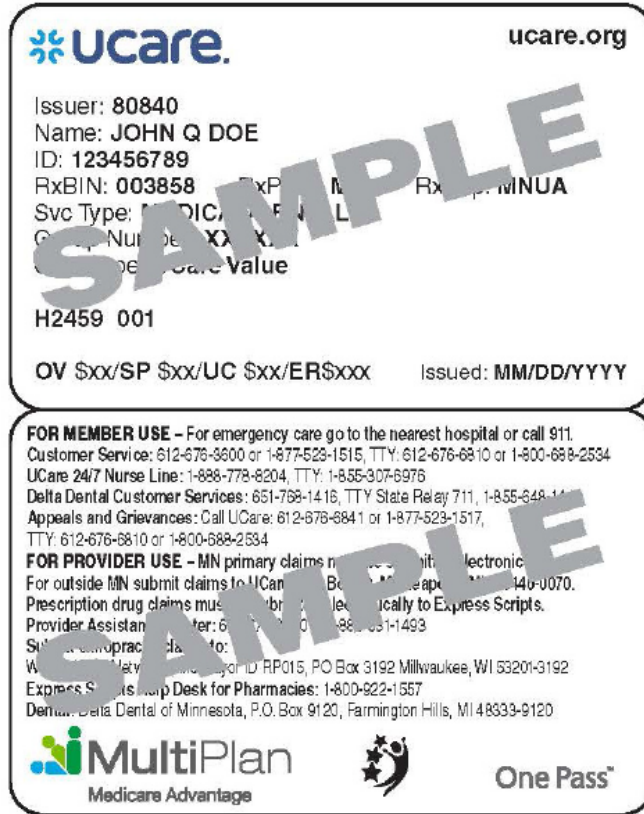 ucare.
ucare.org
Issuer: 80840
Name: JOHN Q DOE
ID: 123456789
RxBIN: 003858 MNUA
Svc Type:
Care Value
H2459 001
OV $xx/SP $xx/UC $xx/ER$xxx Issued: MM/DD/YYYY
SAMPLE
FOR MEMBER USE – For emergency care go to the nearest hospital or call 911.
Customer Service: 612-676-3600 or 1-877-523-1515, TTY: 612-676-6810 or 1-800-688-2534
UCare 24/7 Nurse Line: 1-888-778-8204, TTY: 1-855-307-6976
Delta Dental Customer Services: 651-768-1416, TTY State Relay 711,
Appeals and Grievances: Call UCare: 612-676-6841 or 1-877-523-1517,
TTY: 612-676-6810 or 1-800-688-2534
FOR PROVIDER USE – MN primary claims
For outside MN submit claims to
Prescription drug claims to Express Scripts.
Provider
to:
ID RP015, PO Box 3192 Milwaukee, WI 53201-3192
Express Desk for Pharmacies: 1-800-922-1557
Delta Dental of Minnesota, P.O. Box 9120, Farmington Hills, MI 48333-9120
SAMPLE
MultiPlan
Medicare Advantage
One Pass™